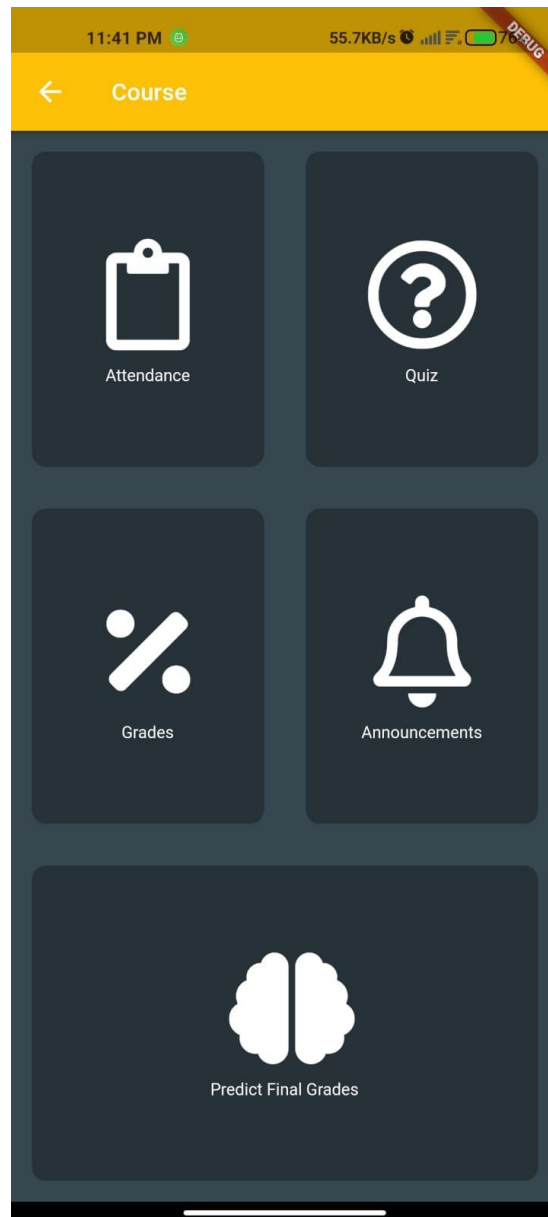 11:41 PM 55.7KB/s
DEBUG
Course
Attendance Quiz
Grades Announcements
Predict Final Grades